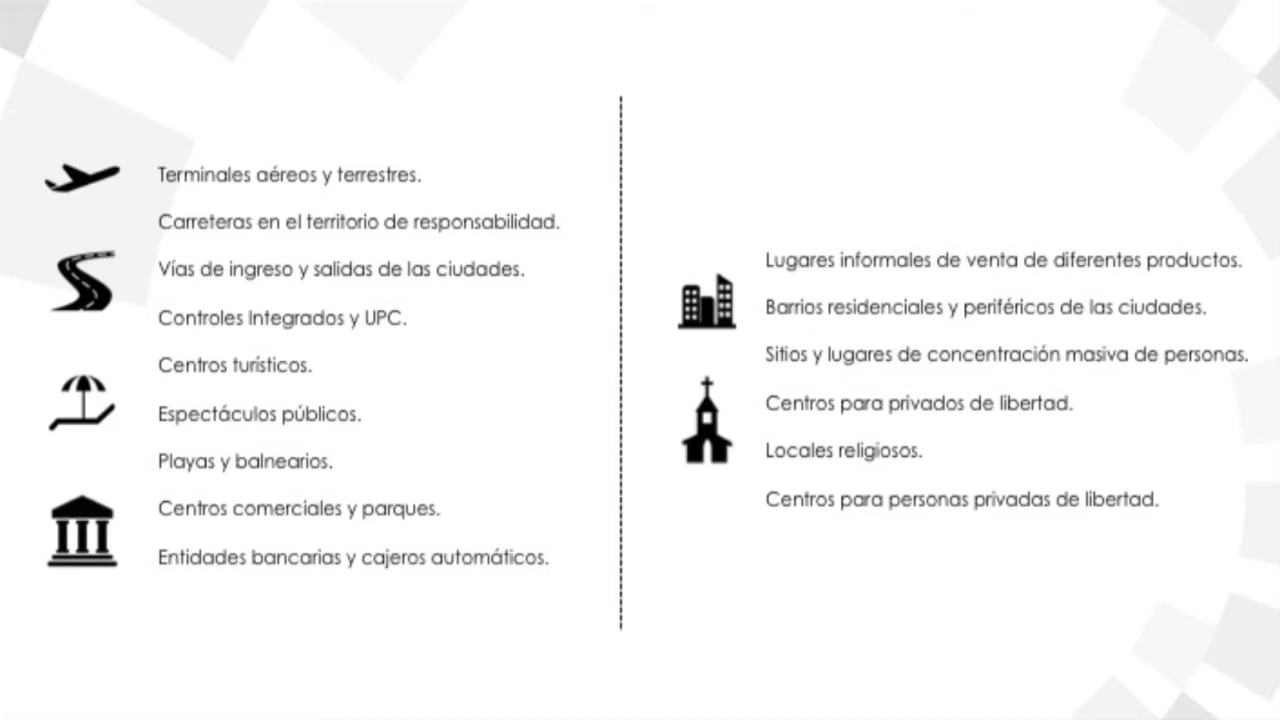 Terminales aéreos y terrestres.
Carreteras en el territorio de responsabilidad.
Vías de ingreso y salidas de las ciudades.
Controles Integrados y UPC.
Centros turísticos.
Espectáculos públicos.
Playas y balnearios.
Centros comerciales y parques.
Entidades bancarias y cajeros automáticos.
Lugares informales de venta de diferentes productos.
Barrios residenciales y periféricos de las ciudades.
Sitios y lugares de concentración masiva de personas.
Centros para privados de libertad.
Locales religiosos.
Centros para personas privadas de libertad.